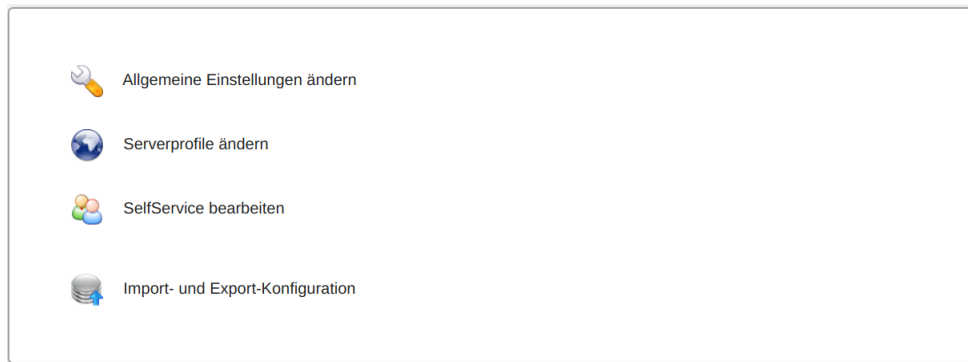 Allgemeine Einstellungen ändern
Serverprofile ändern
SelfService bearbeiten
Import- und Export-Konfiguration